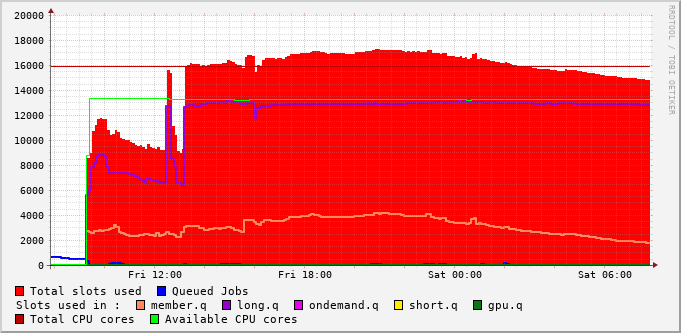 20000
18000
16000
14000
12000
10000
8000
6000
4000
2000
0
Fri 12:00 Fri 18:00 Sat 00:00 Sat 06:00
RRDTOOL / TOBI OETIKER
Total slots used Queued Jobs
Slots used in : member.q long.q ondemand.q short.q gpu.q
Total CPU cores Available CPU cores